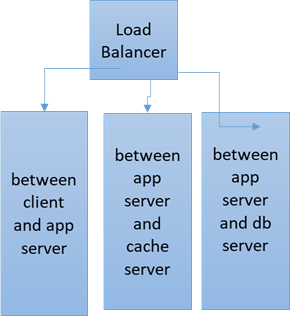 Load
Balancer
between
client
and app
server
between
app
server
and
cache
server
between
app
server
and db
server